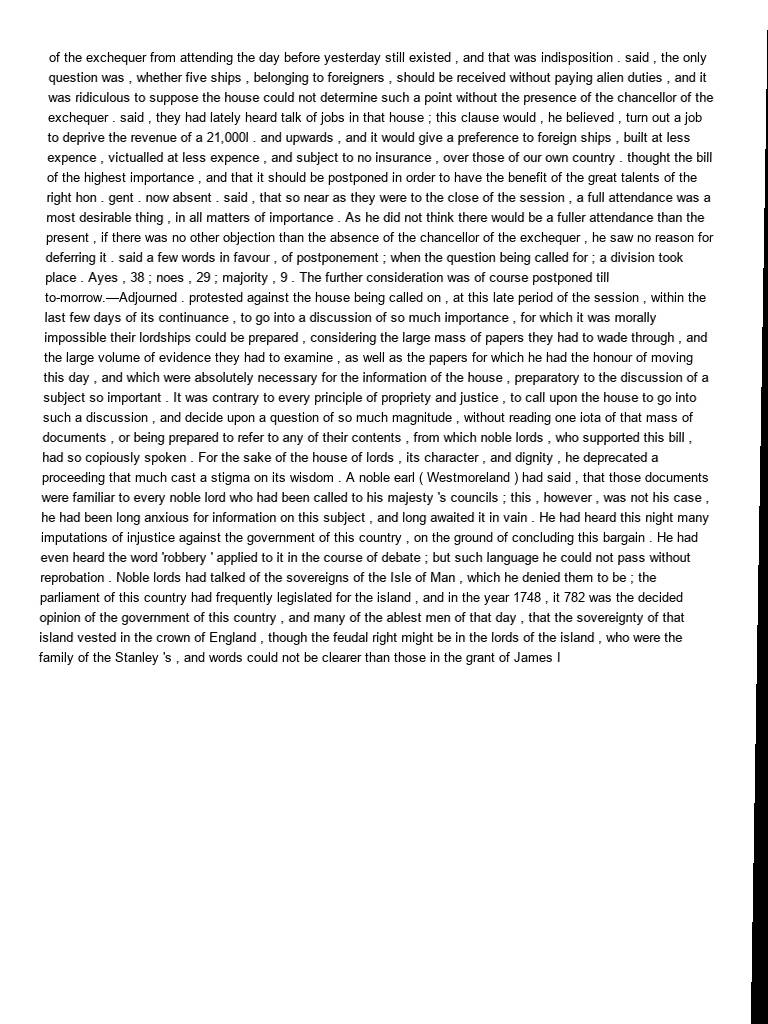 of the exchequer from attending the day before yesterday still existed , and that was indisposition . said , the only
question was , whether five ships , belonging to foreigners , should be received without paying alien duties , and it
was ridiculous to suppose the house could not determine such a point without the presence of the chancellor of the
exchequer . said , they had lately heard talk of jobs in that house ; this clause would , he believed , turn out a job
to deprive the revenue of a 21,000l . and upwards , and it would give a preference to foreign ships , built at less
expence , victualled at less expence , and subject to no insurance , over those of our own country . thought the bill
of the highest importance , and that it should be postponed in order to have the benefit of the great talents of the
right hon . gent . now absent . said , that so near as they were to the close of the session , a full attendance was a
most desirable thing , in all matters of importance . As he did not think there would be a fuller attendance than the
present , if there was no other objection than the absence of the chancellor of the exchequer , he saw no reason for
deferring it . said a few words in favour , of postponement ; when the question being called for ; a division took
place . Ayes , 38 ; noes , 29 ; majority , 9 . The further consideration was of course postponed till
to-morrow.—Adjourned . protested against the house being called on , at this late period of the session , within the
last few days of its continuance , to go into a discussion of so much importance , for which it was morally
impossible their lordships could be prepared , considering the large mass of papers they had to wade through , and
the large volume of evidence they had to examine , as well as the papers for which he had the honour of moving
this day , and which were absolutely necessary for the information of the house , preparatory to the discussion of a
subject so important . It was contrary to every principle of propriety and justice , to call upon the house to go into
such a discussion , and decide upon a question of so much magnitude , without reading one iota of that mass of
documents , or being prepared to refer to any of their contents , from which noble lords , who supported this bill ,
had so copiously spoken . For the sake of the house of lords , its character , and dignity , he deprecated a
proceeding that much cast a stigma on its wisdom . A noble earl ( Westmoreland ) had said , that those documents
were familiar to every noble lord who had been called to his majesty 's councils ; this , however , was not his case ,
he had been long anxious for information on this subject , and long awaited it in vain . He had heard this night many
imputations of injustice against the government of this country , on the ground of concluding this bargain . He had
even heard the word 'robbery ' applied to it in the course of debate ; but such language he could not pass without
reprobation . Noble lords had talked of the sovereigns of the Isle of Man , which he denied them to be ; the
parliament of this country had frequently legislated for the island , and in the year 1748 , it 782 was the decided
opinion of the government of this country , and many of the ablest men of that day , that the sovereignty of that
island vested in the crown of England , though the feudal right might be in the lords of the island , who were the
family of the Stanley 's , and words could not be clearer than those in the grant of James I